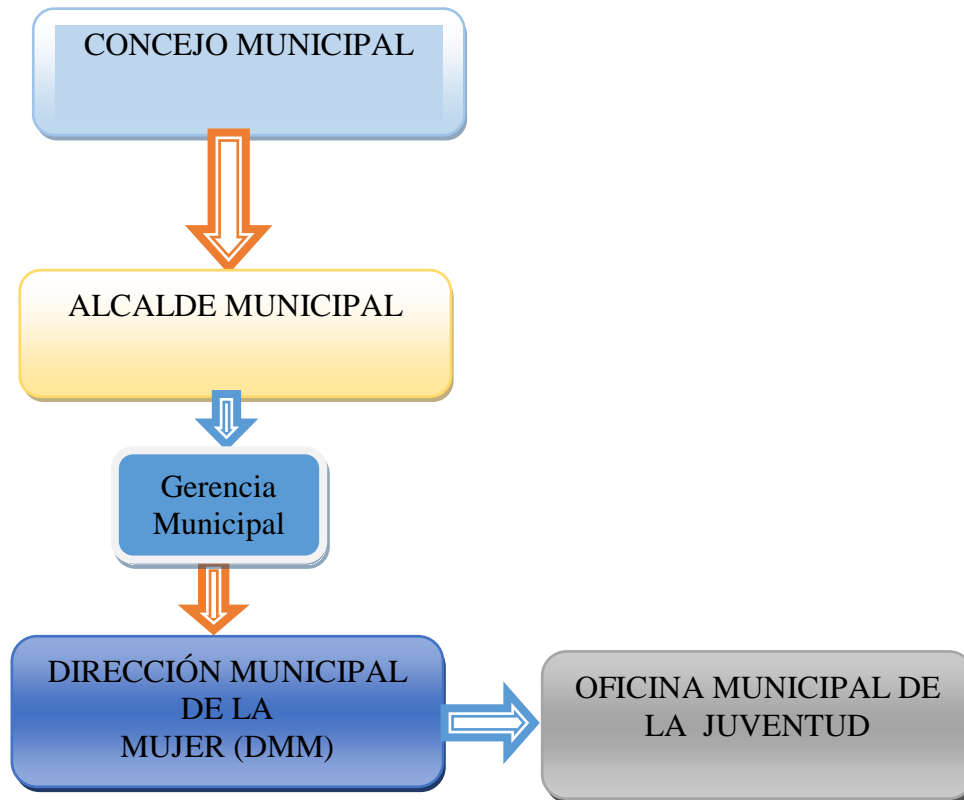 CONCEJO MUNICIPAL
ALCALDE MUNICIPAL
Gerencia
Municipal
DIRECCIÓN MUNICIPAL
DE LA
MUJER (DMM)
OFICINA MUNICIPAL DE
LA JUVENTUD